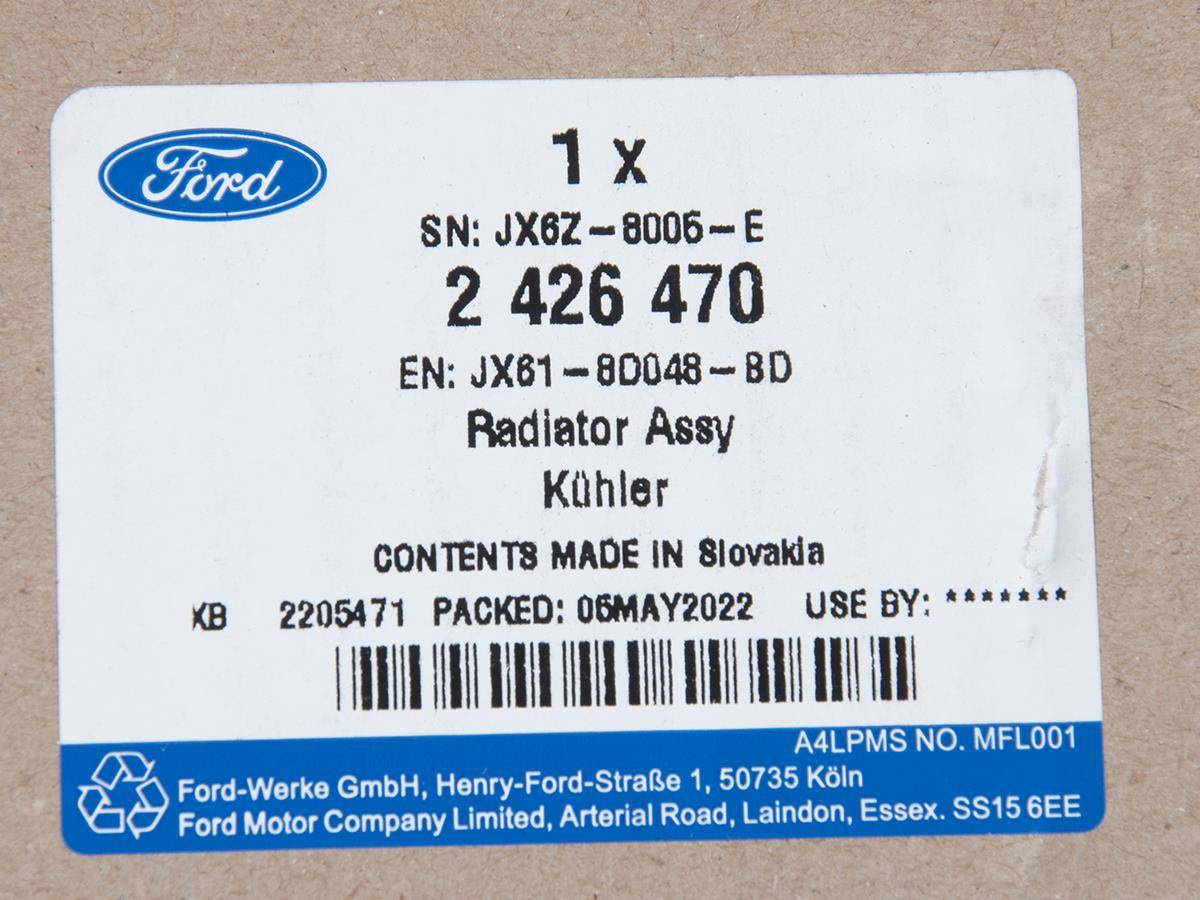 Ford
1 x
SN: JX6Z-8005-E
2 426 470
EN: JX61-8D048-BD
Radiator Assy
Kühler
CONTENTS MADE IN Slovakia
XB 2205471 PACKED: 06MAY2022 USE BY: *******
A4LPMS NO. MFL001
Ford-Werke GmbH, Henry-Ford-Straße 1, 50735 Köln
Ford Motor Company Limited, Arterial Road, Laindon, Essex. SS15 6EE